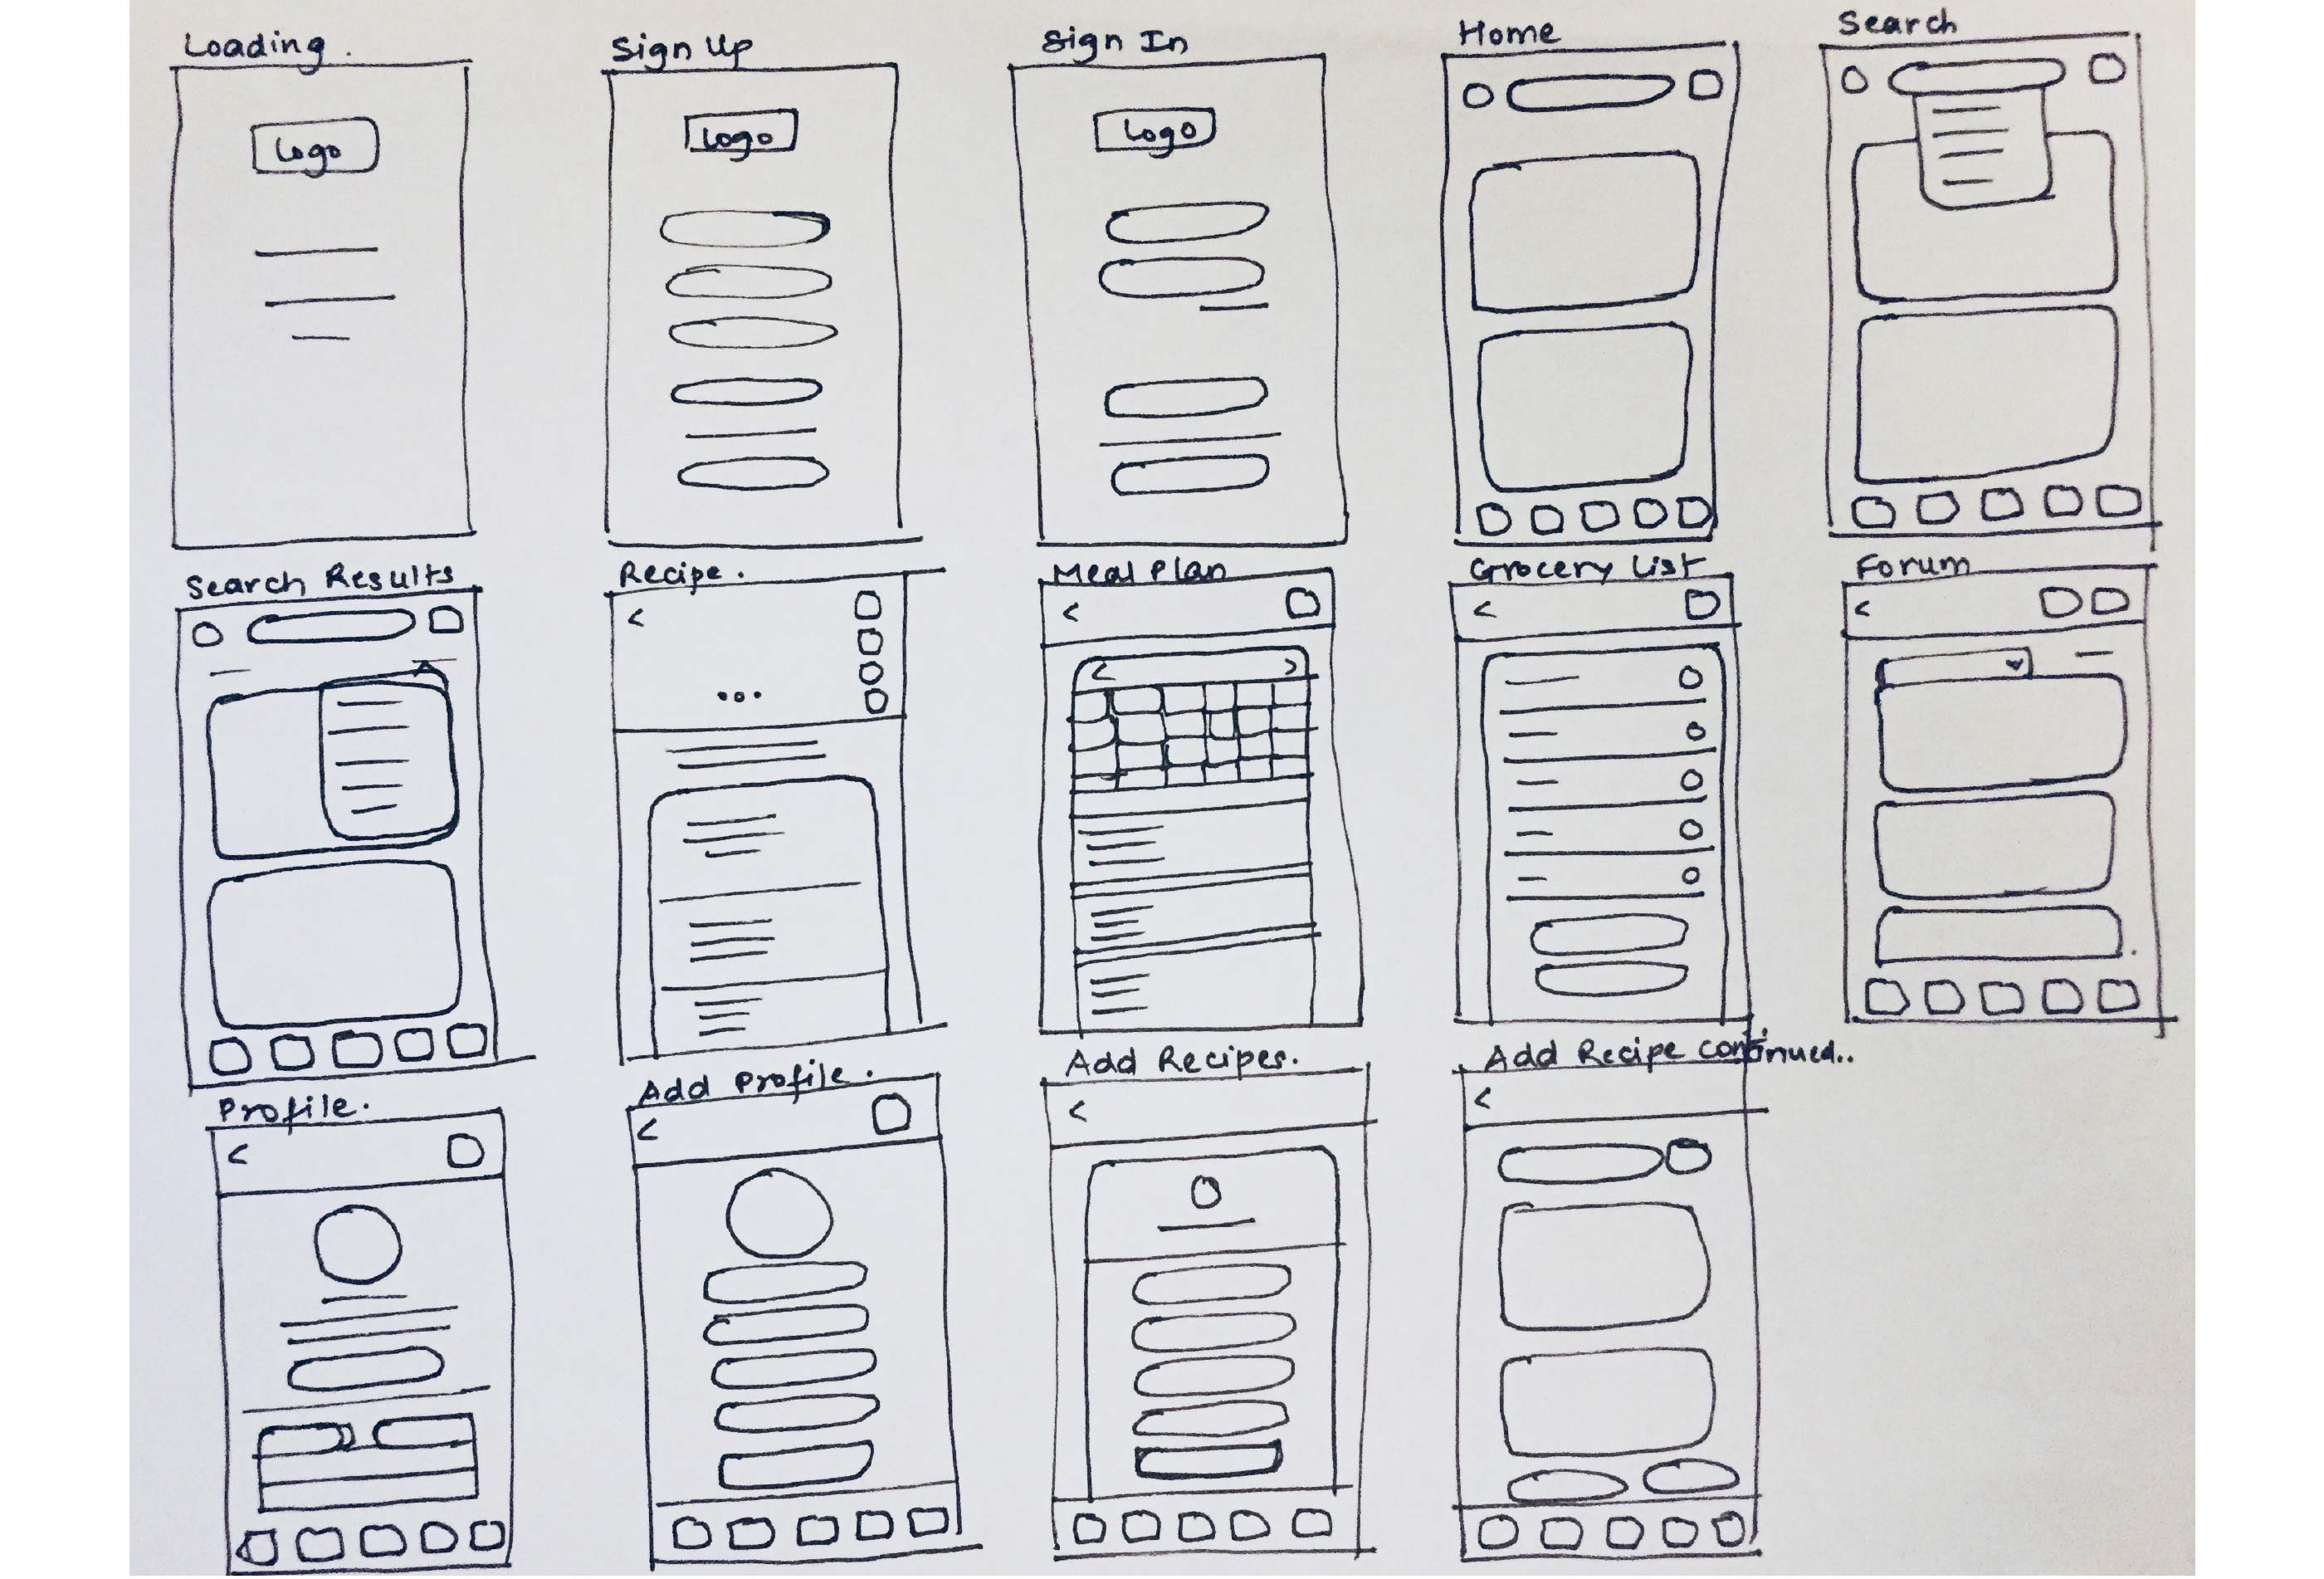 Loading.
Sign Up
Sign In
Home
Search
Logo
Logo
Logo
Search Results
Recipe.
Meal Plan
Grocery List
Forum
Profile.
Add Profile.
Add Recipes.
Add Recipe continued..